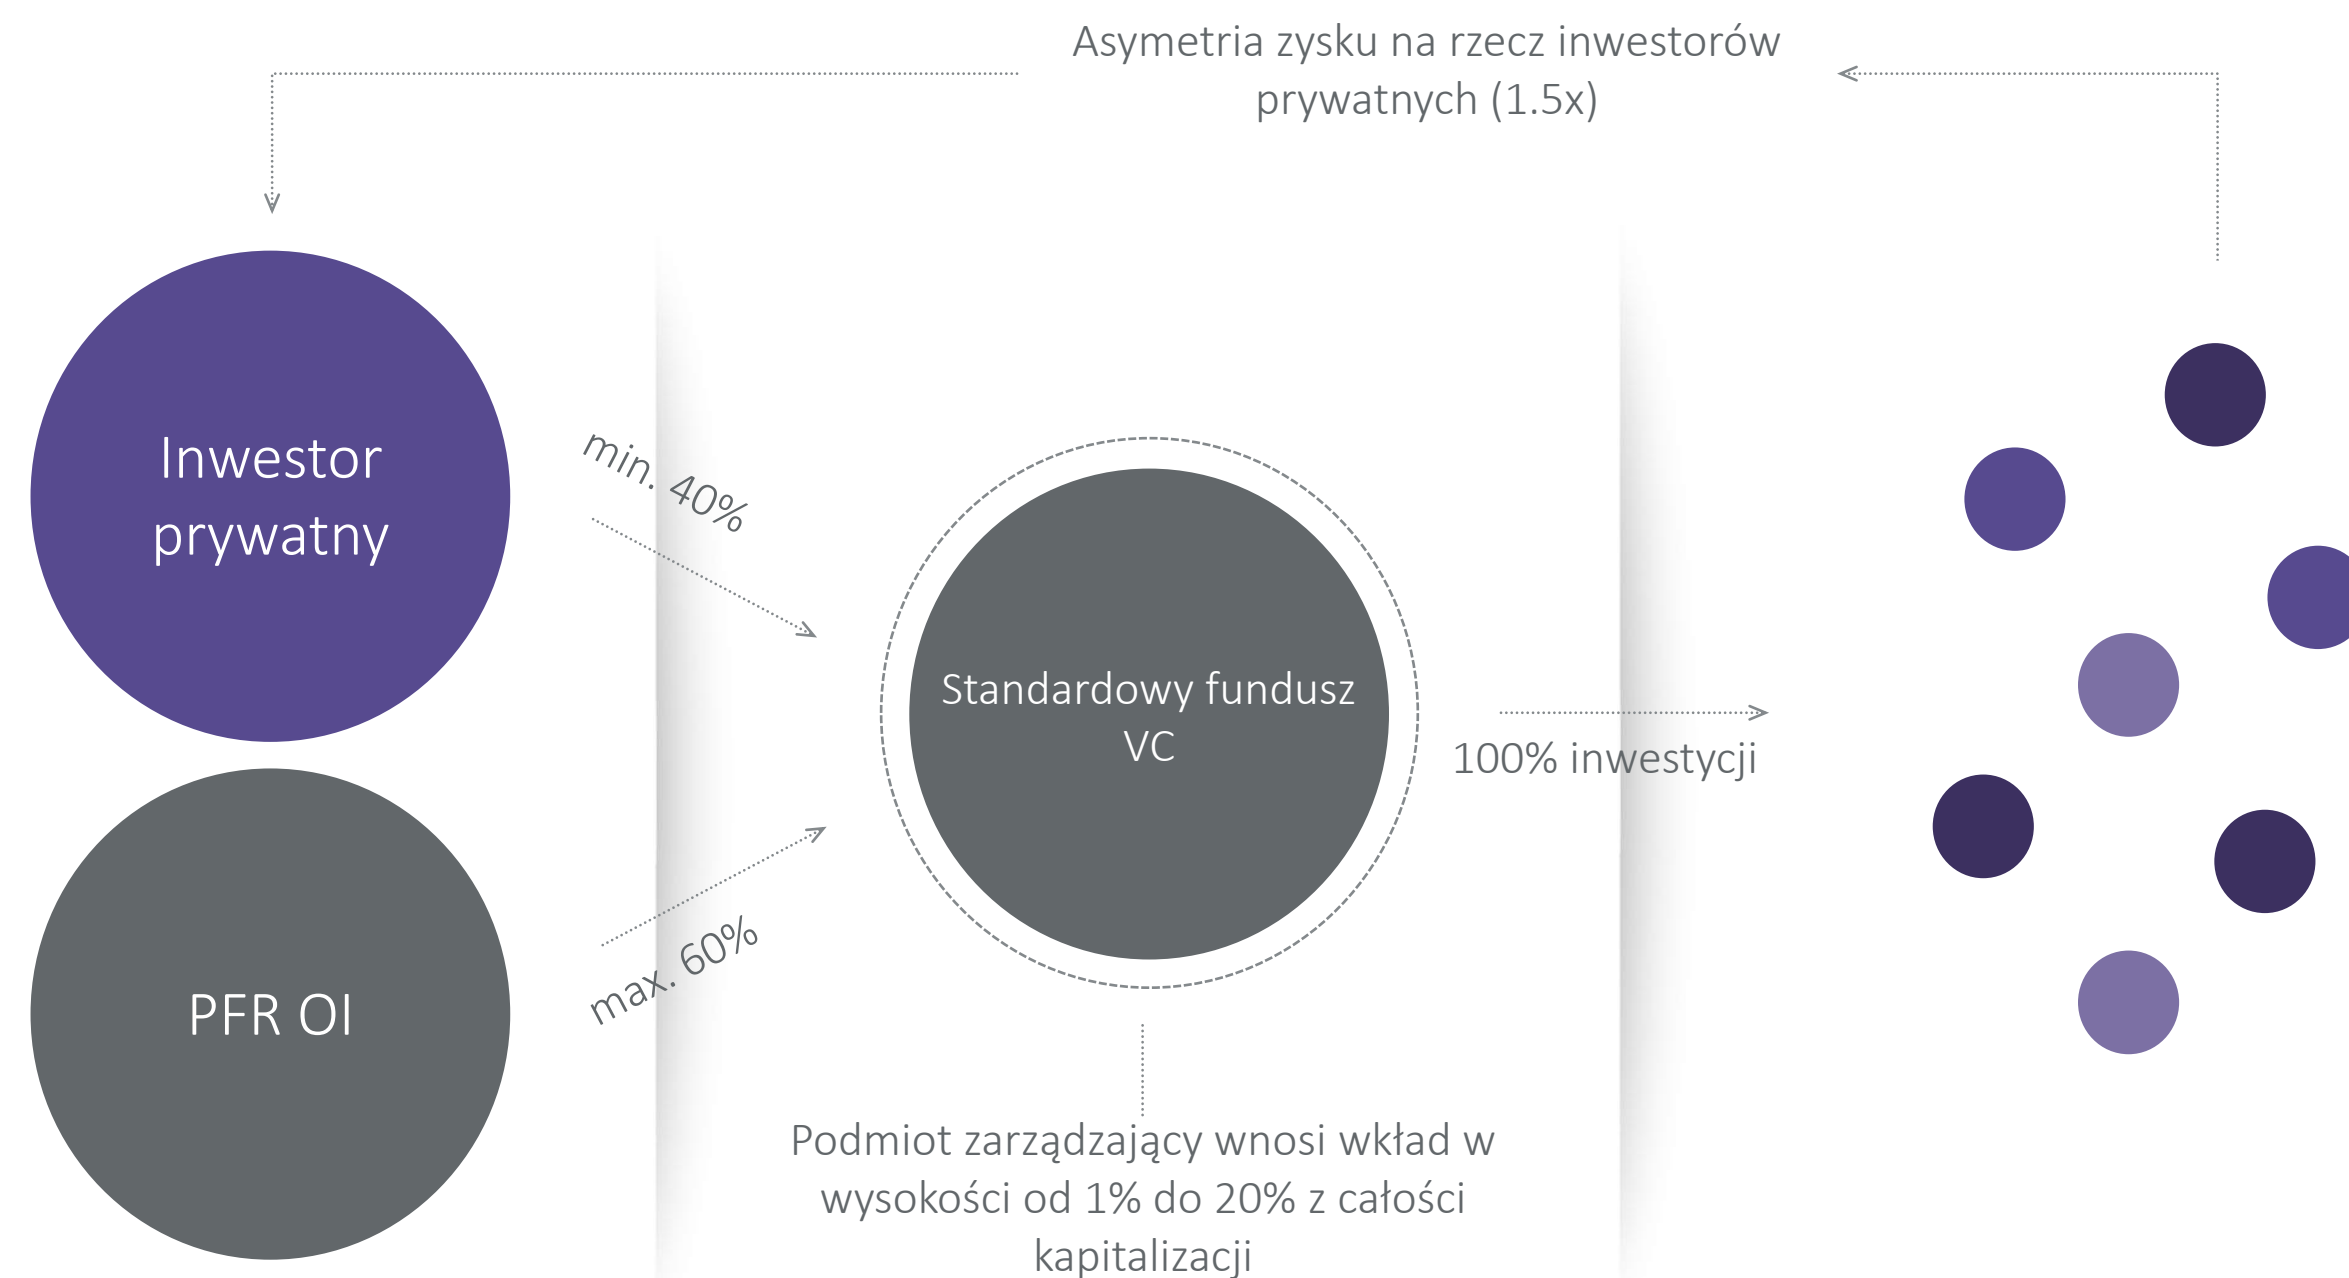 Asymetria zysku na rzecz inwestorów
prywatnych (1.5x)
Inwestor
prywatny
min. 40%
Standardowy fundusz
VC
100% inwestycji
max. 60%
PFR OI
Podmiot zarządzający wnosi wkład w
wysokości od 1% do 20% z całości
kapitalizacji